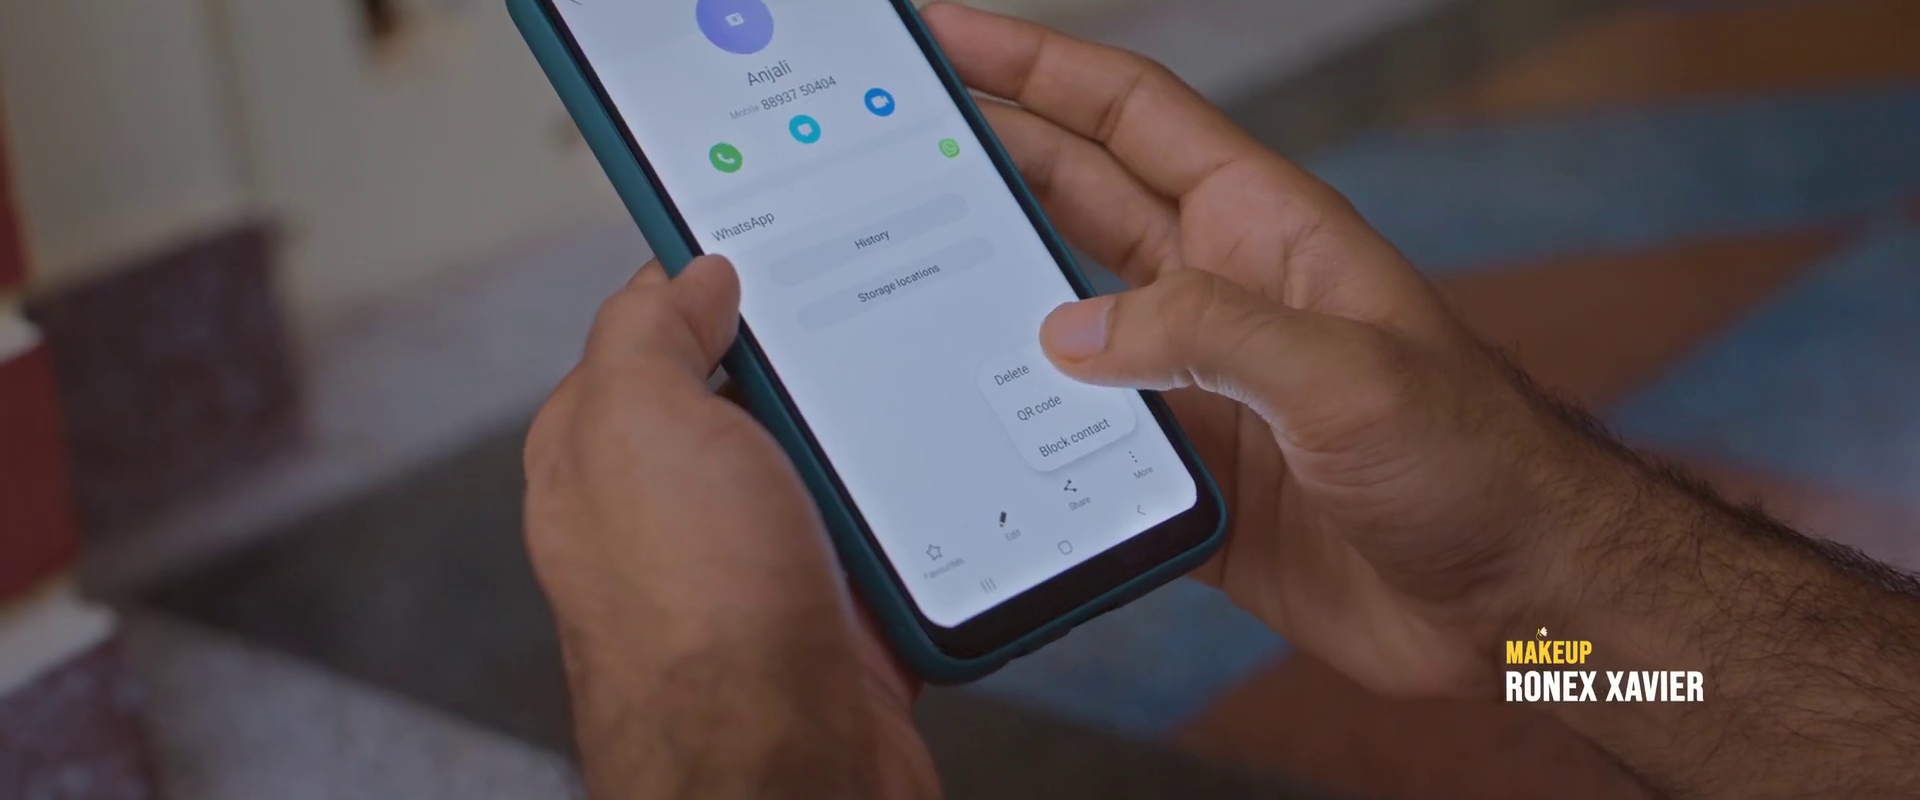 Anjali
Mobile 88937 50404
WhatsApp
History
Storage locations
Delete
QR code
Block contact
Favourites
Edit
Share
More
MAKEUP
RONEX XAVIER